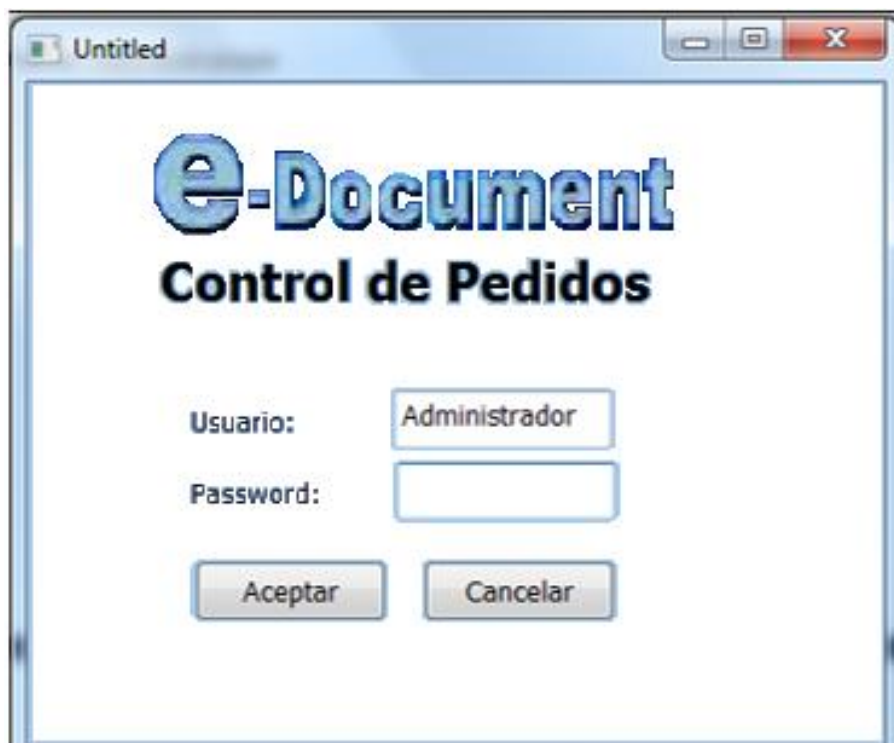 Untitled
e-Document
Control de Pedidos
Usuario: Administrador
Password:
Aceptar Cancelar